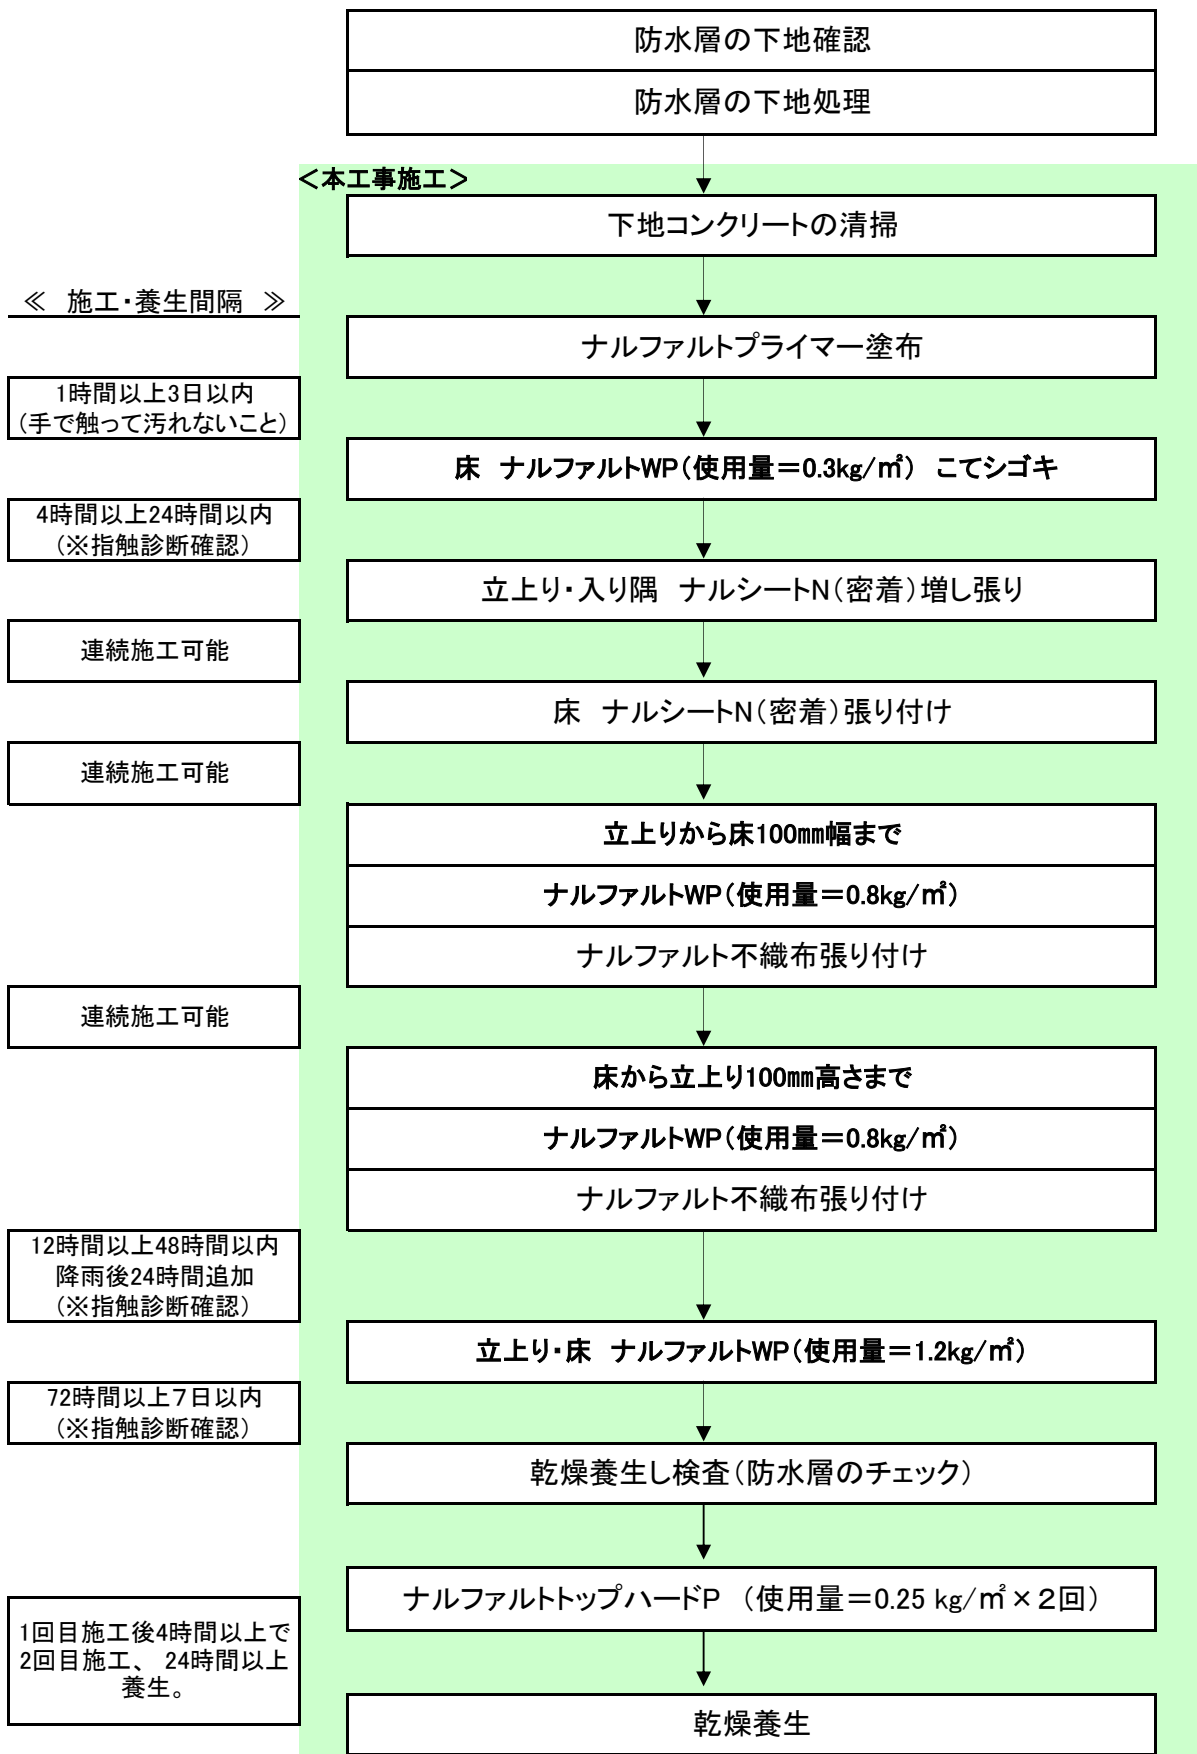 防水層の下地確認
防水層の下地処理
＜本工事施工＞
下地コンクリートの清掃
≪　施工・養生間隔　≫
ナルファルトプライマー塗布
1時間以上3日以内
（手で触って汚れないこと）
床　ナルファルトWP（使用量＝0.3kg/㎡）　こてシゴキ
4時間以上24時間以内
（※指触診断確認）
立上り・入り隅　ナルシートN（密着）増し張り
連続施工可能
床　ナルシートN（密着）張り付け
連続施工可能
立上りから床100㎜幅まで
ナルファルトWP（使用量＝0.8kg/㎡）
ナルファルト不織布張り付け
連続施工可能
床から立上り100㎜高さまで
ナルファルトWP（使用量＝0.8kg/㎡）
ナルファルト不織布張り付け
12時間以上48時間以内
降雨後24時間追加
（※指触診断確認）
立上り・床　ナルファルトWP（使用量＝1.2kg/㎡）
72時間以上７日以内
（※指触診断確認）
乾燥養生し検査（防水層のチェック）
ナルファルトトップハードP　（使用量＝0.25 kg/㎡×２回）
1回目施工後4時間以上で
2回目施工、 24時間以上
養生。
乾燥養生